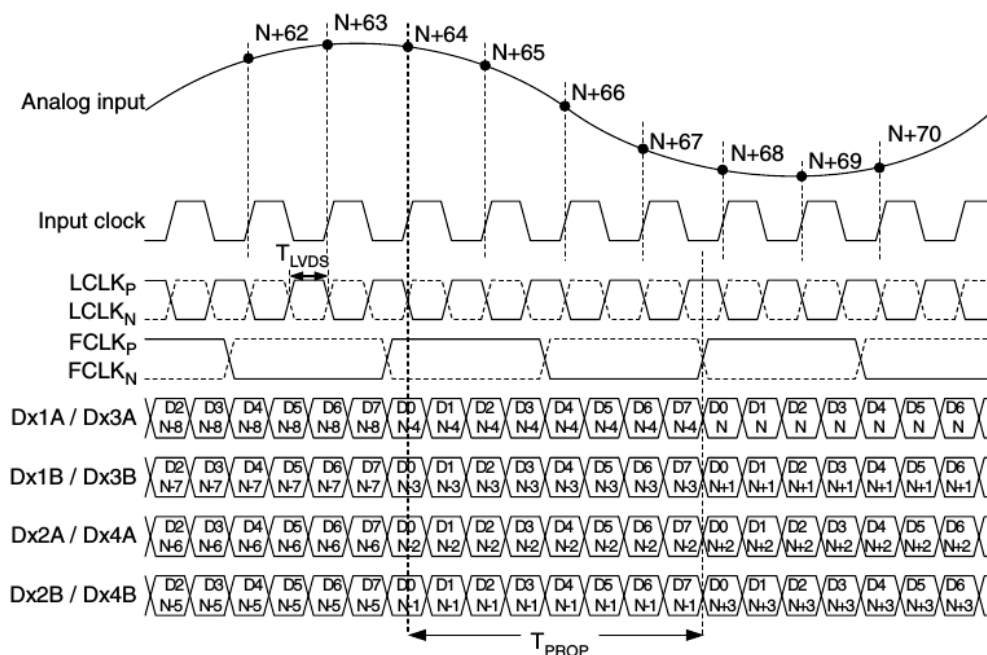 N+62 N+63 N+64 N+65 N+66 N+67 N+68 N+69 N+70
Analog input
Input clock
TLVDS
LCLKP
LCLKN
FCLKP
FCLKN
Dx1A / Dx3A D2 D3 D4 D5 D6 D7 D0 D1 D2 D3 D4 D5 D6 D7 D0 D1 D2 D3 D4 D5 D6
N-8 N-8 N-8 N-8 N-8 N-8 N-4 N-4 N-4 N-4 N-4 N-4 N-4 N-4 N N N N N N N
Dx1B / Dx3B D2 D3 D4 D5 D6 D7 D0 D1 D2 D3 D4 D5 D6 D7 D0 D1 D2 D3 D4 D5 D6
N-7 N-7 N-7 N-7 N-7 N-7 N-3 N-3 N-3 N-3 N-3 N-3 N-3 N-3 N+1 N+1 N+1 N+1 N+1 N+1 N+1
Dx2A / Dx4A D2 D3 D4 D5 D6 D7 D0 D1 D2 D3 D4 D5 D6 D7 D0 D1 D2 D3 D4 D5 D6
N-6 N-6 N-6 N-6 N-6 N-6 N-2 N-2 N-2 N-2 N-2 N-2 N-2 N-2 N+2 N+2 N+2 N+2 N+2 N+2 N+2
Dx2B / Dx4B D2 D3 D4 D5 D6 D7 D0 D1 D2 D3 D4 D5 D6 D7 D0 D1 D2 D3 D4 D5 D6
N-5 N-5 N-5 N-5 N-5 N-5 N-1 N-1 N-1 N-1 N-1 N-1 N-1 N-1 N+3 N+3 N+3 N+3 N+3 N+3 N+3
TPROP